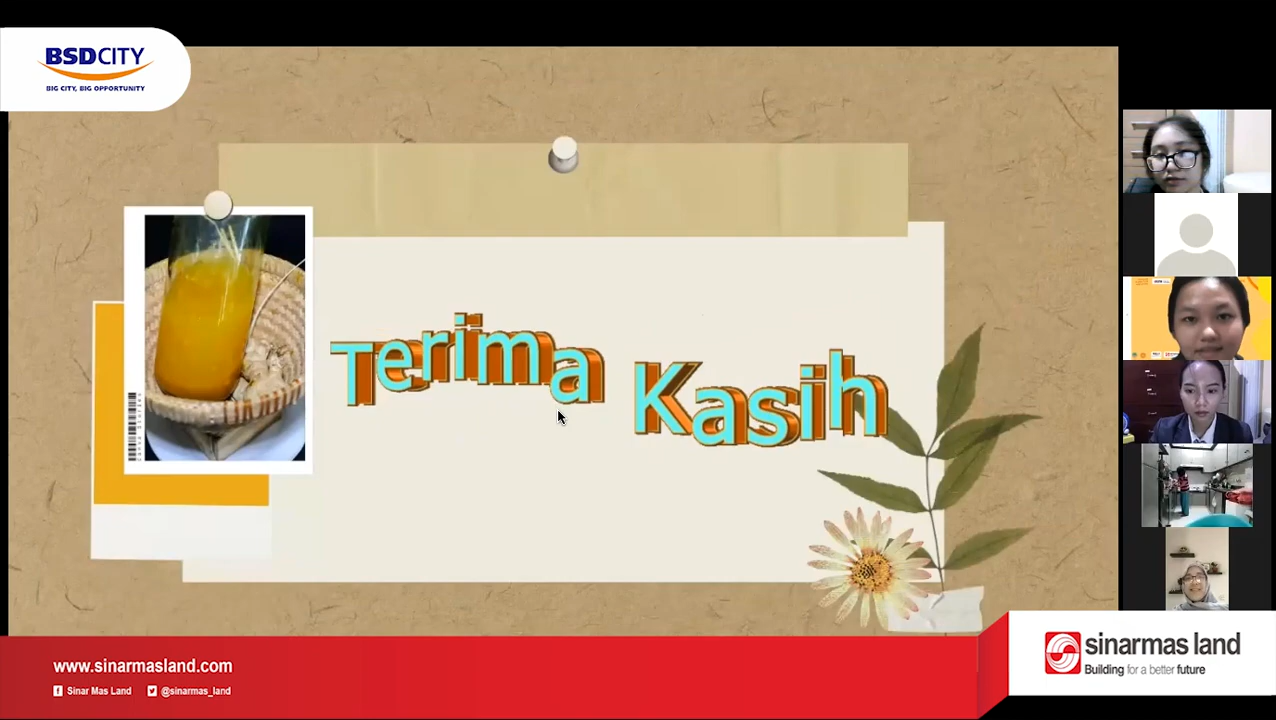 BSDCITY
BIG CITY, BIG OPPORTUNITY
Terima Kasih
www.sinarmasland.com
Sinar Mas Land
@sinarmas_land
sinarmas land
Building for a better future